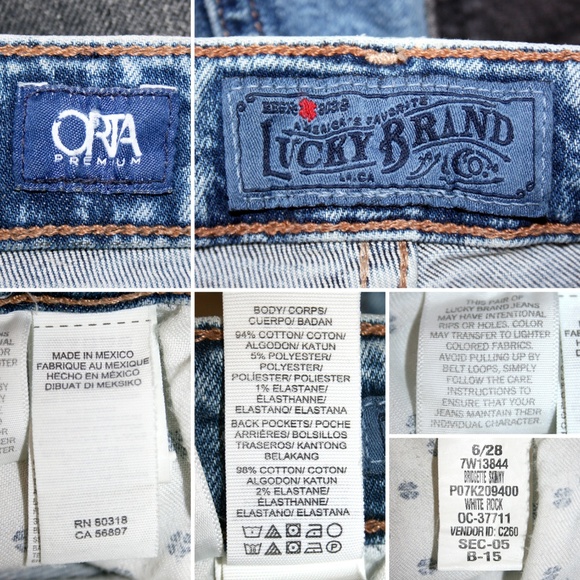 ORTA
PREMIUM
AMERICA'S FAVORITE
LUCKY BRAND
& Co.
LA. CA
MADE IN MEXICO
FABRIQUE AU MEXIQUE
HECHO EN MÉXICO
DIBUAT DI MEKSIKO
RN 80318
CA 56897
BODY/ CORPS/
CUERPO/ BADAN
94% COTTON/ COTON/
ALGODON/ KATUN
5% POLYESTER/
POLYESTER/
POLÍESTER/ POLIESTER
1% ELASTANE/
ÉLASTHANNE/
ELASTANO/ ELASTANA
BACK POCKETS/ POCHE
ARRIÈRES/ BOLSILLOS
TRASEROS/ KANTONG
BELAKANG
98% COTTON/ COTON/
ALGODON/ KATUN
2% ELASTANE/
ÉLASTHANNE/
ELASTANO/ ELASTANA
THIS PAIR OF
LUCKY BRAND JEANS
MAY HAVE INTENTIONAL
RIPS OR HOLES. COLOR
MAY TRANSFER TO LIGHTER
COLORED FABRICS.
AVOID PULLING UP BY
BELT LOOPS, SIMPLY
FOLLOW THE CARE
INSTRUCTIONS TO
ENSURE THAT YOUR
JEANS MAINTAIN THEIR
INDIVIDUAL CHARACTER.
6/28
7W13844
BRIDGETTE SKINNY
P07K209400
WHITE ROCK
OC-37711
VENDOR ID: C260
SEC-05
B-15